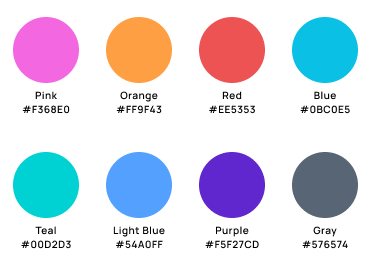 Pink
#F368E0
Orange
#FF9F43
Red
#EE5353
Blue
#0BC0E5
Teal
#00D2D3
Light Blue
#54A0FF
Purple
#F5F27CD
Gray
#576574